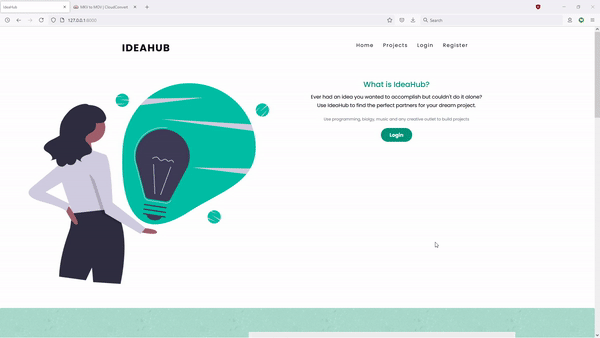 IdeaHub
MKV to MOV | CloudConvert
127.0.0.1:8000
Search
IDEAHUB
Home Projects Login Register
What is IdeaHub?
Ever had an idea you wanted to accomplish but couldn't do it alone?
Use IdeaHub to find the perfect partners for your dream project.
Use programming, biology, music and any creative outlet to build projects
Login